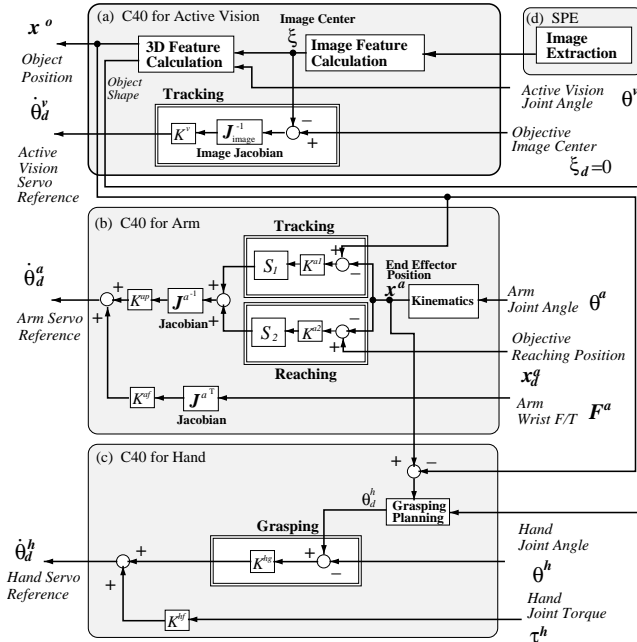 (a) C40 for Active Vision
(d) SPE
x^o
Object
Position
3D Feature
Calculation
Image Center
ξ
Image Feature
Calculation
Image
Extraction
Object
Shape
Active Vision
Joint Angle
θ^v
Tracking
θ̇_d^v
K^v
J_image^-1
Image Jacobian
−
+
Objective
Image Center
ξ_d=0
Active
Vision
Servo
Reference
(b) C40 for Arm
Tracking
θ̇_d^a
Arm Servo
Reference
+
+
K^ap
J^a -1
Jacobian
+
+
S_1
K^a1
+
−
End Effector
Position
x^a
Kinematics
Arm
Joint Angle
θ^a
S_2
K^a2
−
+
Reaching
Objective
Reaching Position
x_d^a
K^af
J^a T
Jacobian
Arm
Wrist F/T
F^a
(c) C40 for Hand
+
−
θ_d^h
Grasping
Planning
Grasping
θ̇_d^h
Hand Servo
Reference
+
+
K^hg
+
−
Hand
Joint Angle
θ^h
K^hf
Hand
Joint Torque
τ^h